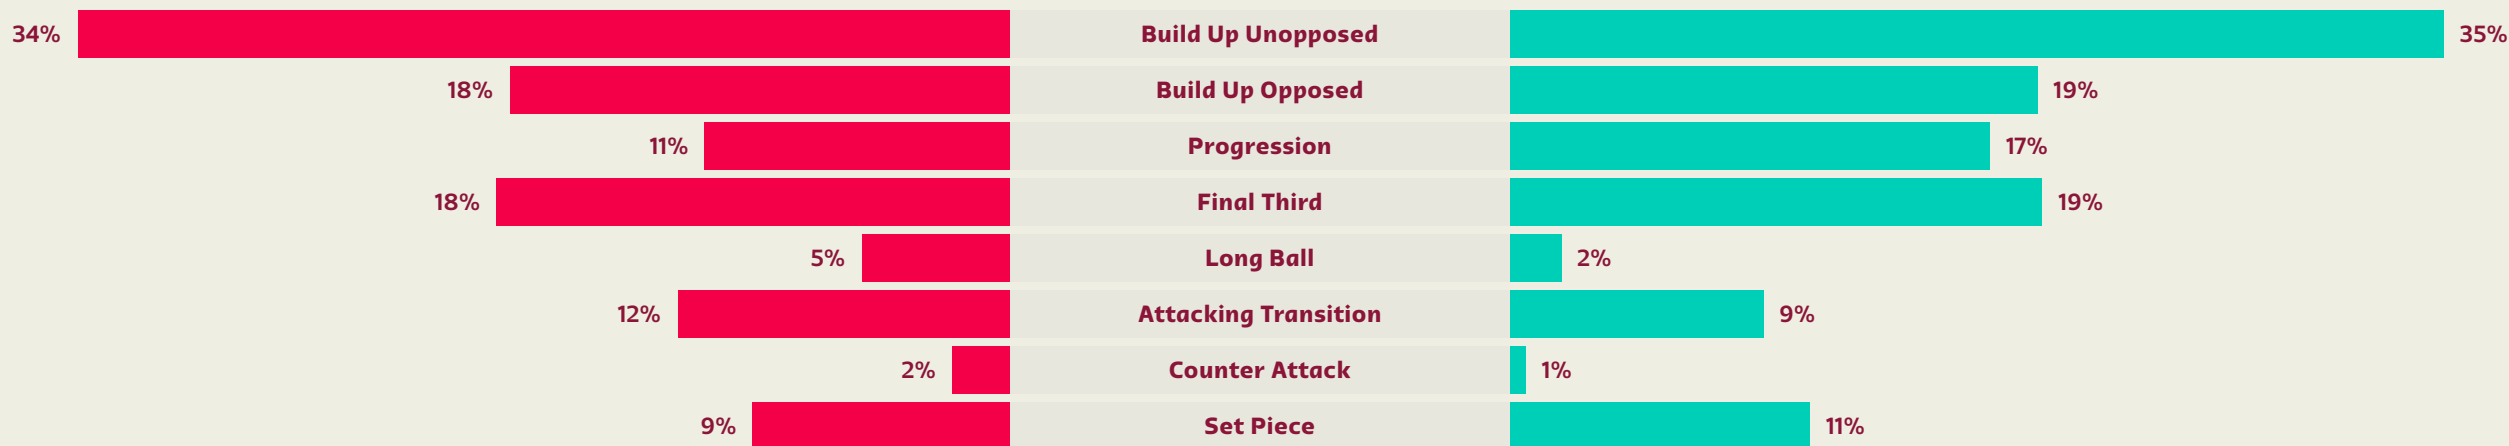 34% Build Up Unopposed 35%
18% Build Up Opposed 19%
11% Progression 17%
18% Final Third 19%
5% Long Ball 2%
12% Attacking Transition 9%
2% Counter Attack 1%
9% Set Piece 11%